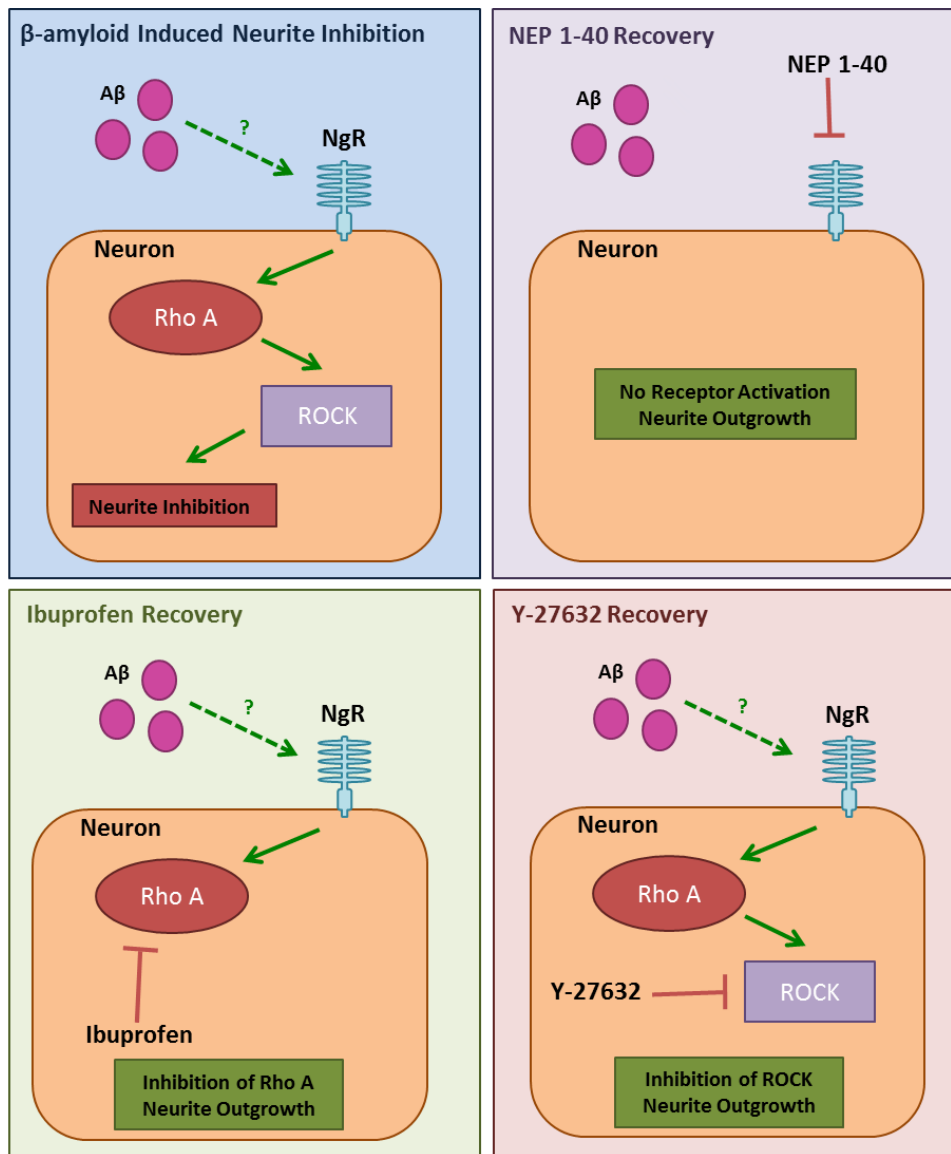 β-amyloid Induced Neurite Inhibition
Aβ
?
NgR
Neuron
Rho A
ROCK
Neurite Inhibition
NEP 1-40 Recovery
NEP 1-40
Aβ
Neuron
No Receptor Activation
Neurite Outgrowth
Ibuprofen Recovery
Aβ
?
NgR
Neuron
Rho A
Ibuprofen
Inhibition of Rho A
Neurite Outgrowth
Y-27632 Recovery
Aβ
?
NgR
Neuron
Rho A
Y-27632
ROCK
Inhibition of ROCK
Neurite Outgrowth